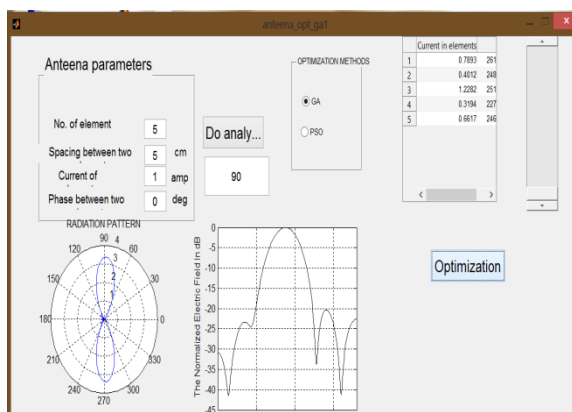 anteena_opt_ga1
Anteena parameters
No. of element 5
Spacing between two 5 cm
Current of 1 amp
Phase between two 0 deg
Do analy...
90
OPTIMIZATION METHODS
GA
PSO
Current in elements
1 0.7893 261
2 0.4012 248
3 1.2282 251
4 0.3194 227
5 0.6617 246
Optimization
RADIATION PATTERN
90 4
120 60
3
150 2 30
1
180 0
210 330
240 300
270
The Normalized Electric Field In dB
0
-5
-10
-15
-20
-25
-30
-35
-40
-45